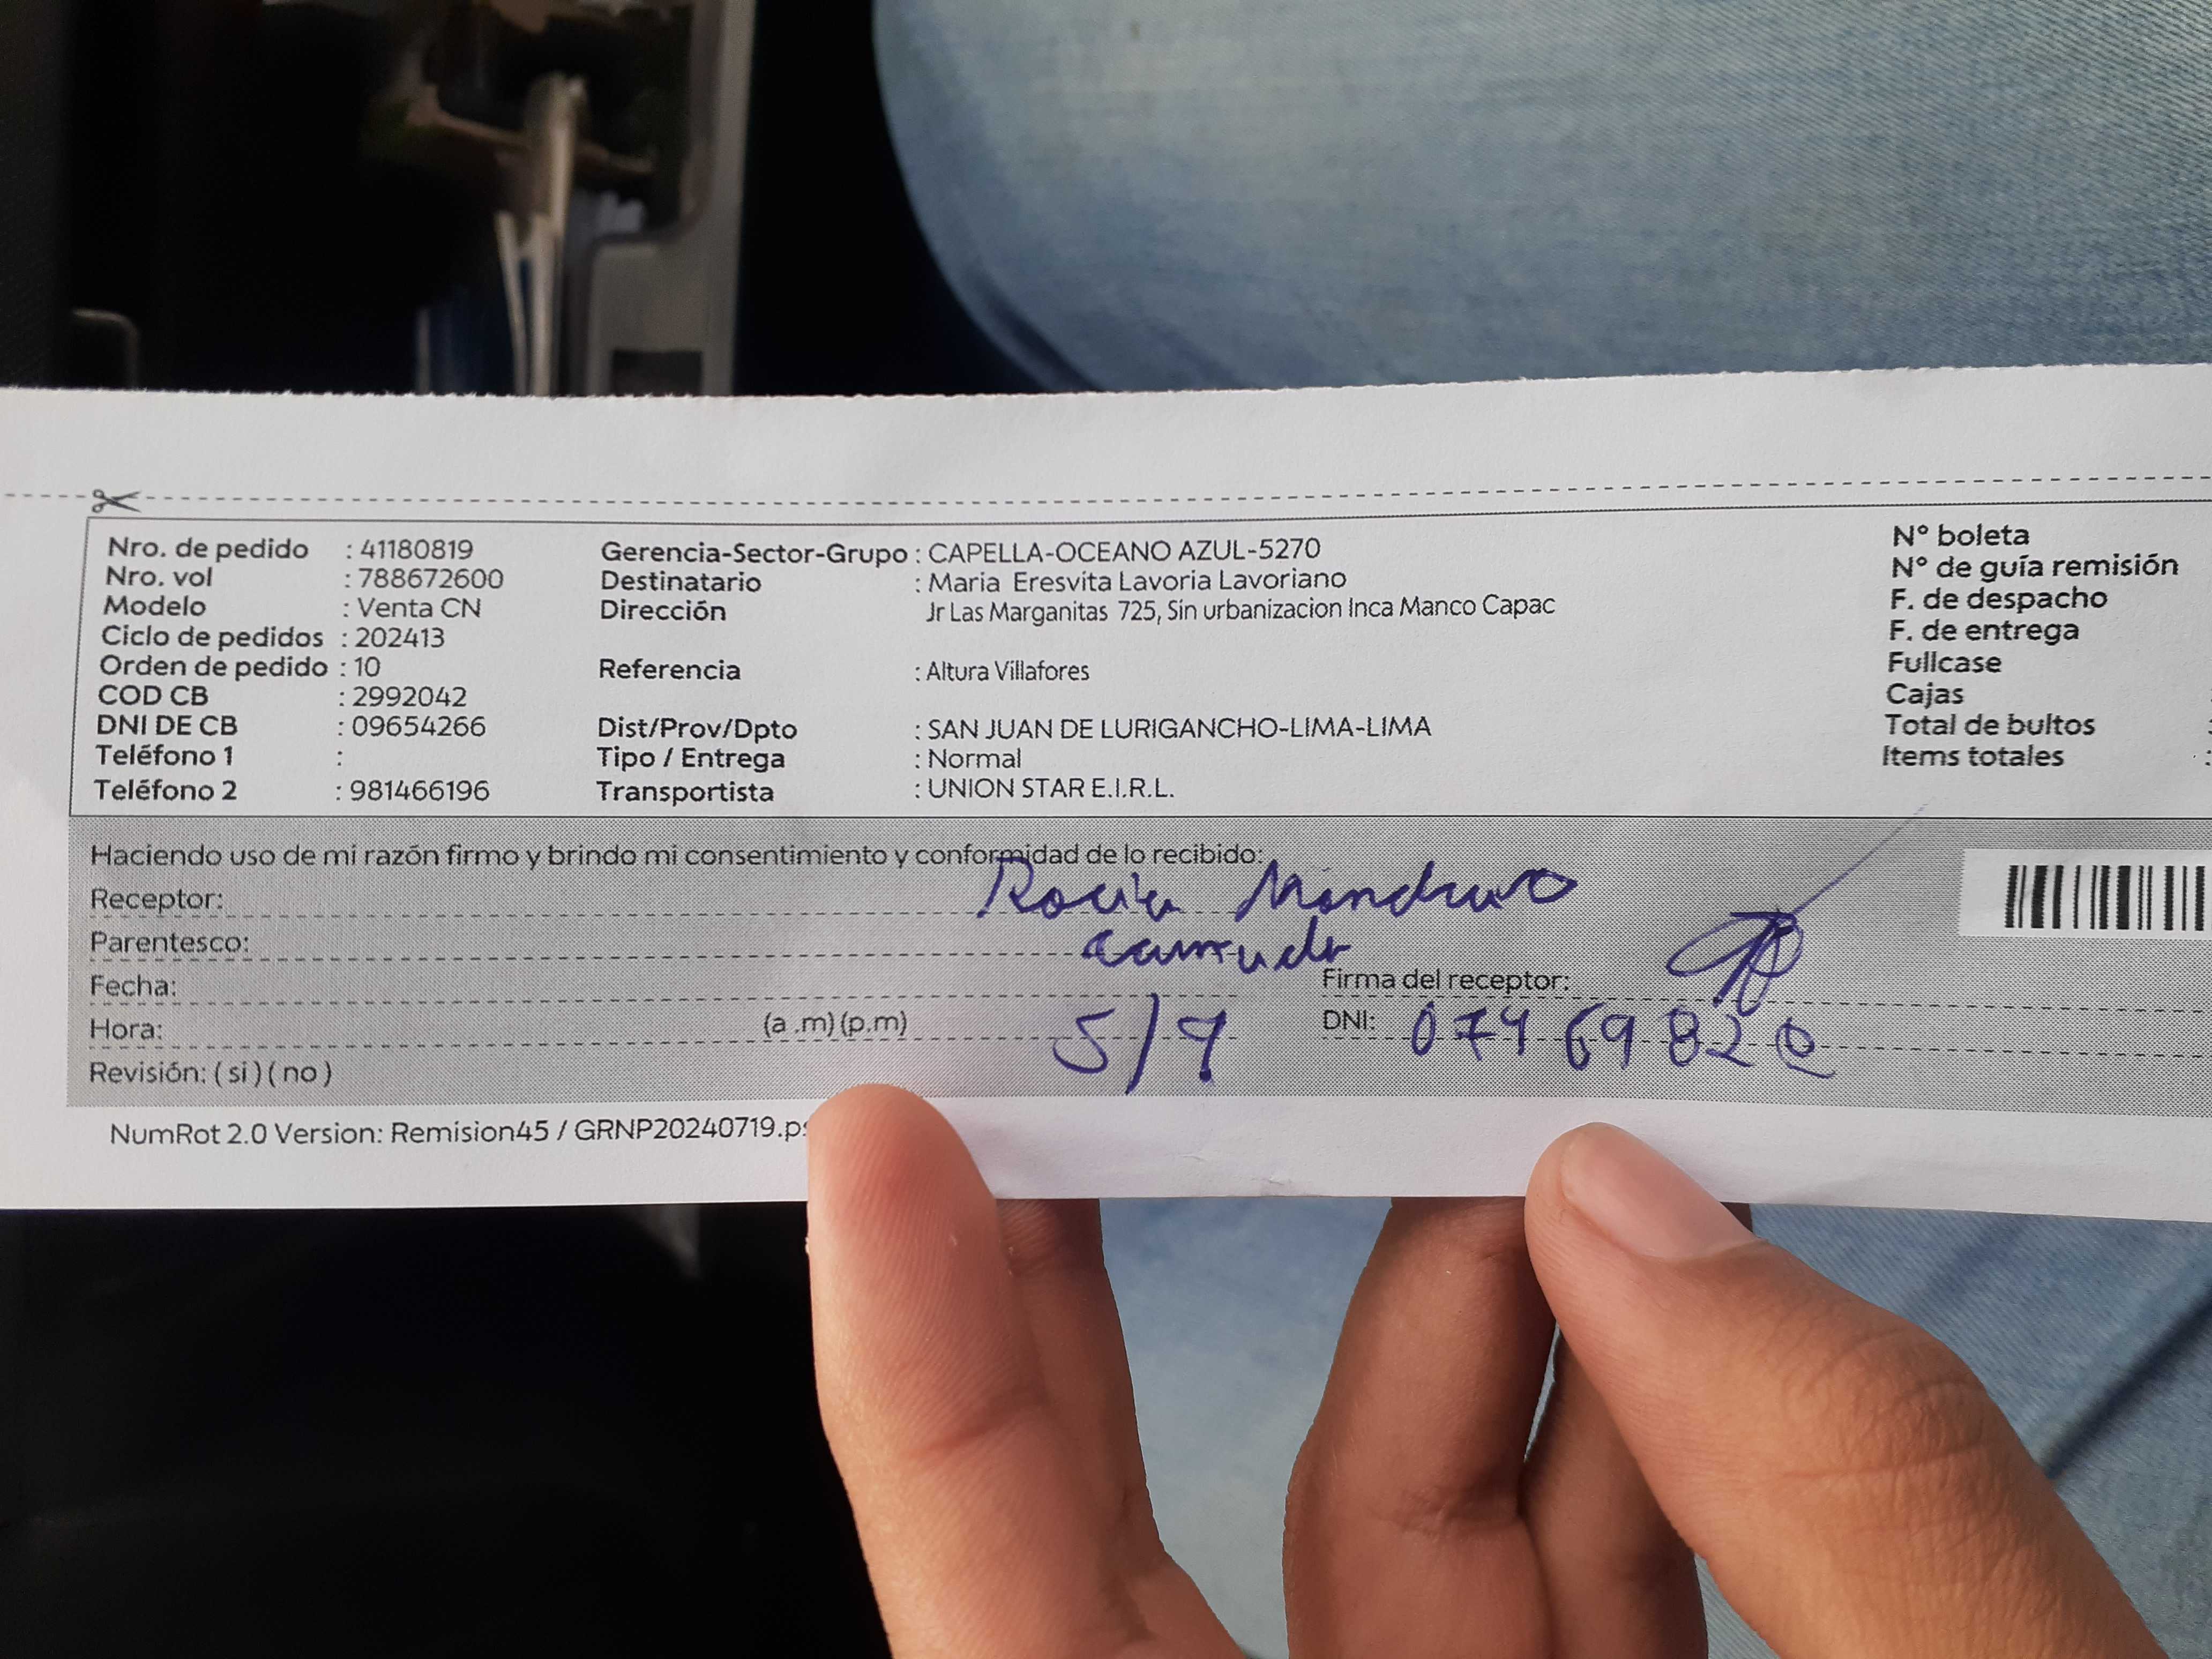 Nro. de pedido : 41180819
Nro. vol : 788672600
Modelo : Venta CN
Ciclo de pedidos : 202413
Orden de pedido : 10
COD CB : 2992042
DNI DE CB : 09654266
Teléfono 1 :
Teléfono 2 : 981466196
Gerencia-Sector-Grupo : CAPELLA-OCEANO AZUL-5270
Destinatario : Maria Eresvita Lavoria Lavoriano
Dirección Jr Las Marganitas 725, Sin urbanizacion Inca Manco Capac
Referencia : Altura Villafores
Dist/Prov/Dpto : SAN JUAN DE LURIGANCHO-LIMA-LIMA
Tipo / Entrega : Normal
Transportista : UNION STAR E.I.R.L.
N° boleta
N° de guía remisión
F. de despacho
F. de entrega
Fullcase
Cajas
Total de bultos :
Items totales :
Haciendo uso de mi razón firmo y brindo mi consentimiento y conformidad de lo recibido:
Receptor:
Parentesco:
Fecha:
Hora: (a .m) (p.m) 5/9
Revisión: ( si ) ( no )
Firma del receptor:
DNI:
NumRot 2.0 Version: Remision45 / GRNP20240719.p